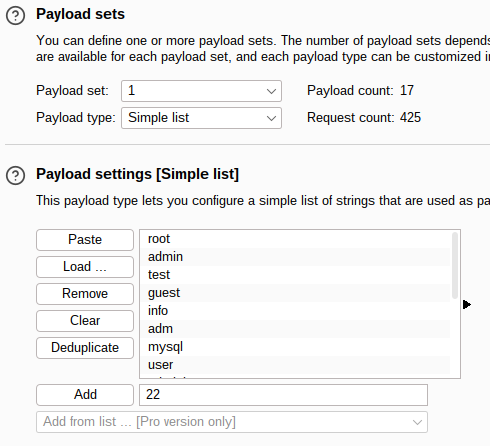 Payload sets
You can define one or more payload sets. The number of payload sets depends
are available for each payload set, and each payload type can be customized in
Payload set: 1 Payload count: 17
Payload type: Simple list Request count: 425
Payload settings [Simple list]
This payload type lets you configure a simple list of strings that are used as pa
Paste
Load ...
Remove
Clear
Deduplicate
root
admin
test
guest
info
adm
mysql
user
Add 22
Add from list ... [Pro version only]